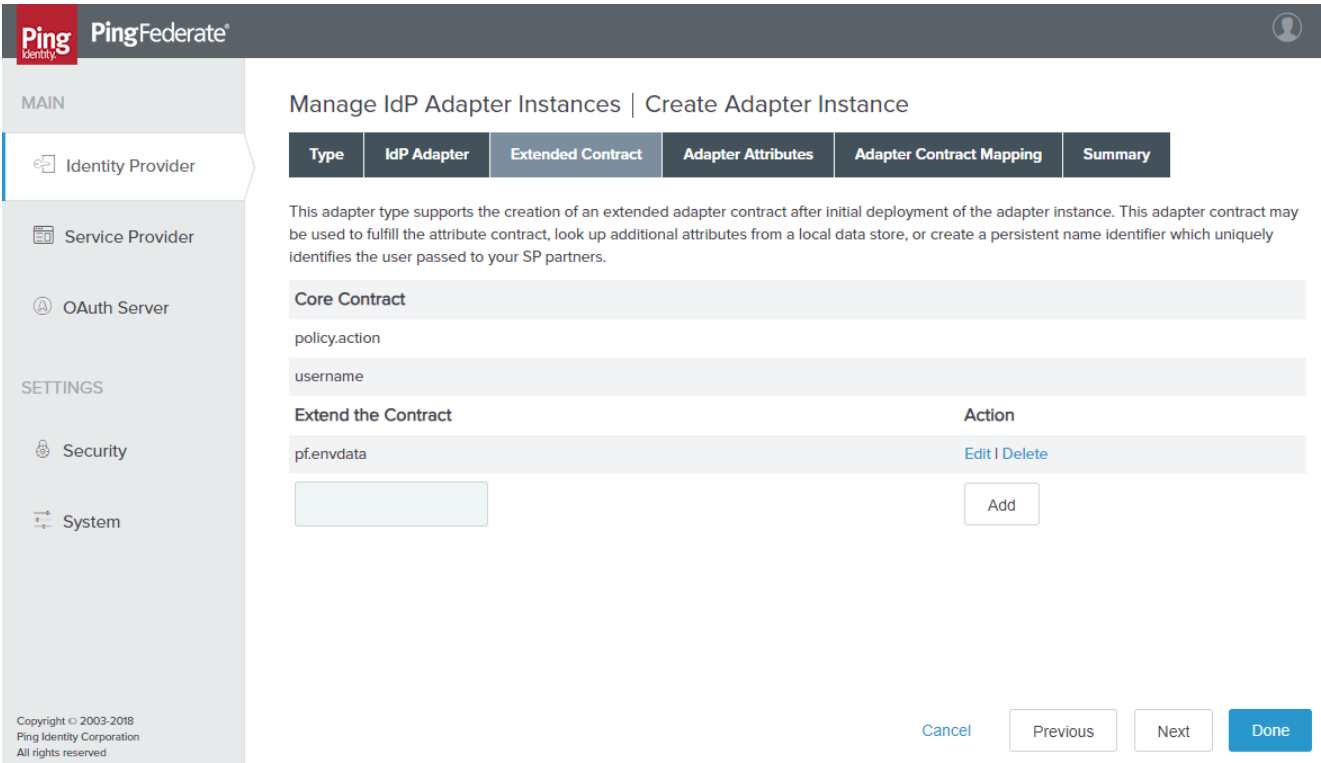 Ping
Identity.
PingFederate®
MAIN
Identity Provider
Service Provider
OAuth Server
SETTINGS
Security
System
Copyright © 2003-2018
Ping Identity Corporation
All rights reserved
Manage IdP Adapter Instances | Create Adapter Instance
Type IdP Adapter Extended Contract Adapter Attributes Adapter Contract Mapping Summary
This adapter type supports the creation of an extended adapter contract after initial deployment of the adapter instance. This adapter contract may
be used to fulfill the attribute contract, look up additional attributes from a local data store, or create a persistent name identifier which uniquely
identifies the user passed to your SP partners.
Core Contract
policy.action
username
Extend the Contract Action
pf.envdata Edit | Delete
Add
Cancel Previous Next Done